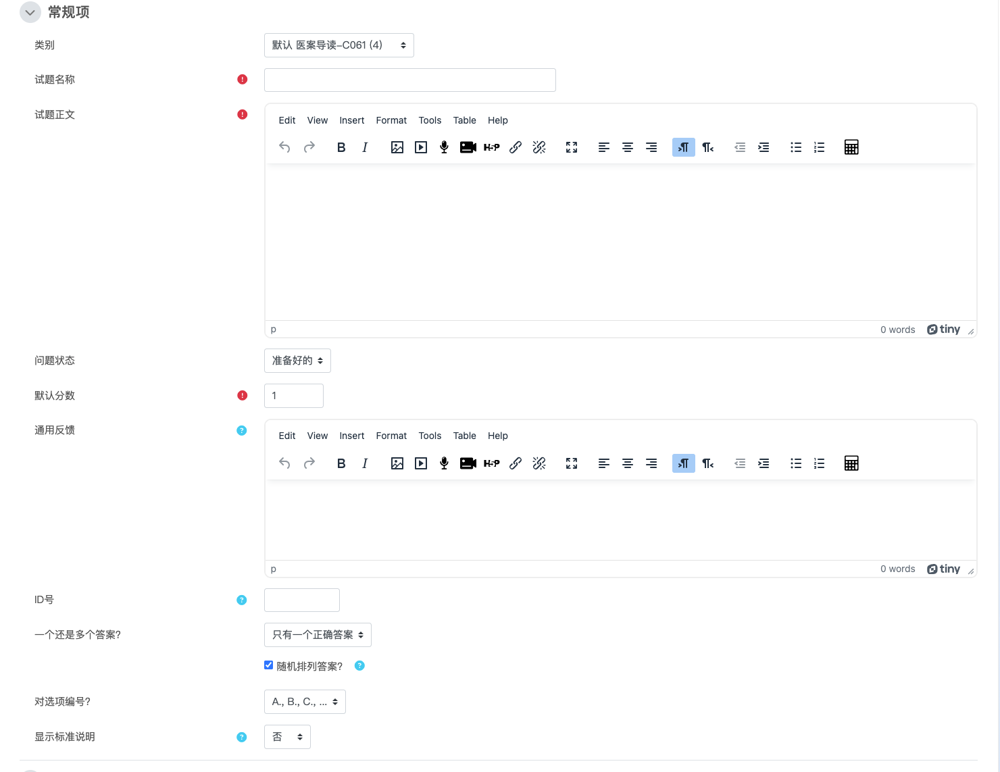 常规项
类别
默认 医案导读-C061 (4)
试题名称
试题正文
Edit View Insert Format Tools Table Help
B I H5P
p
0 words tiny
问题状态
准备好的
默认分数
1
通用反馈
Edit View Insert Format Tools Table Help
B I H5P
p
0 words tiny
ID号
一个还是多个答案?
只有一个正确答案
随机排列答案?
对选项编号?
A., B., C., ...
显示标准说明
否